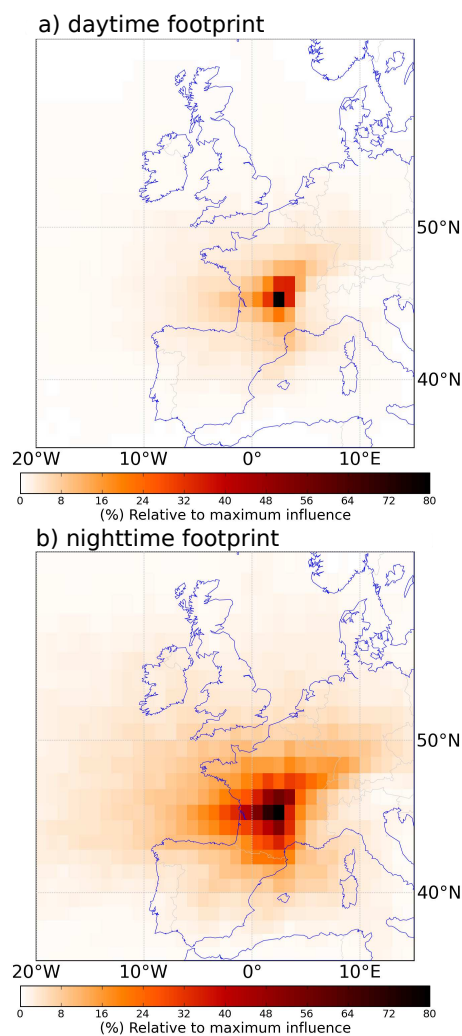 a) daytime footprint
50°N
40°N
20°W 10°W 0° 10°E
0 8 16 24 32 40 48 56 64 72 80
(%) Relative to maximum influence
b) nighttime footprint
50°N
40°N
20°W 10°W 0° 10°E
0 8 16 24 32 40 48 56 64 72 80
(%) Relative to maximum influence